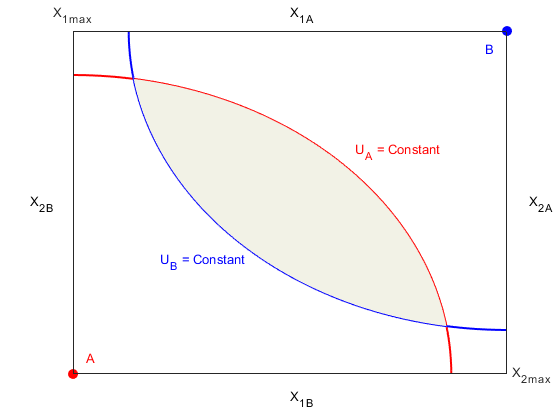 X1max
X1A
B
UA = Constant
X2B
X2A
UB = Constant
A
X2max
X1B